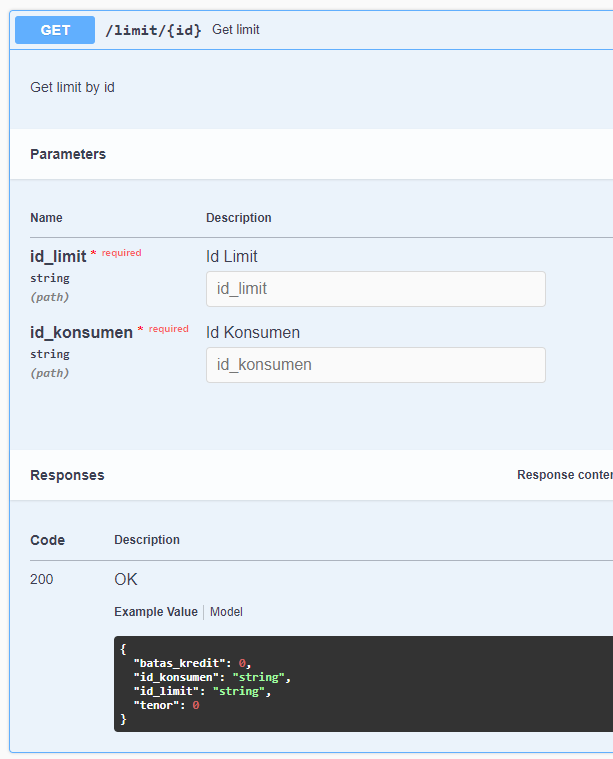 GET /limit/{id} Get limit
Get limit by id
Parameters
Name Description
id_limit * required Id Limit
string id_limit
(path)
id_konsumen * required Id Konsumen
string id_konsumen
(path)
Responses Response
Code Description
200 OK
Example Value Model
{
"batas_kredit": 0,
"id_konsumen": "string",
"id_limit": "string",
"tenor": 0
}